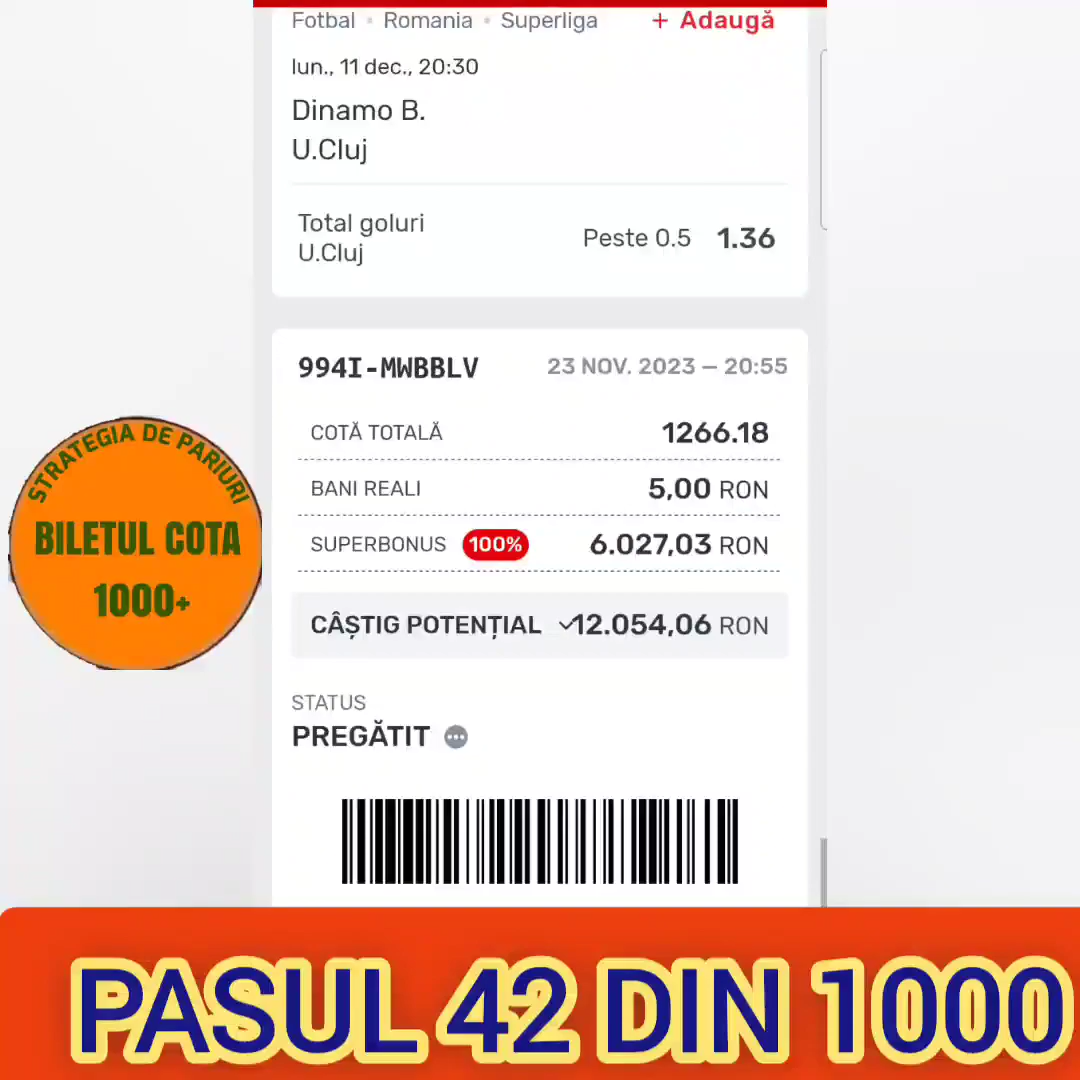 Fotbal • Romania • Superliga + Adaugă
lun., 11 dec., 20:30
Dinamo B.
U.Cluj
Total goluri
U.Cluj
Peste 0.5 1.36
994I-MWBBLV 23 NOV. 2023 — 20:55
COTĂ TOTALĂ 1266.18
BANI REALI 5,00 RON
SUPERBONUS 100% 6.027,03 RON
CÂȘTIG POTENȚIAL 12.054,06 RON
STATUS
PREGĂTIT
STRATEGIA DE PARIURI
BILETUL COTA
1000+
PASUL 42 DIN 1000